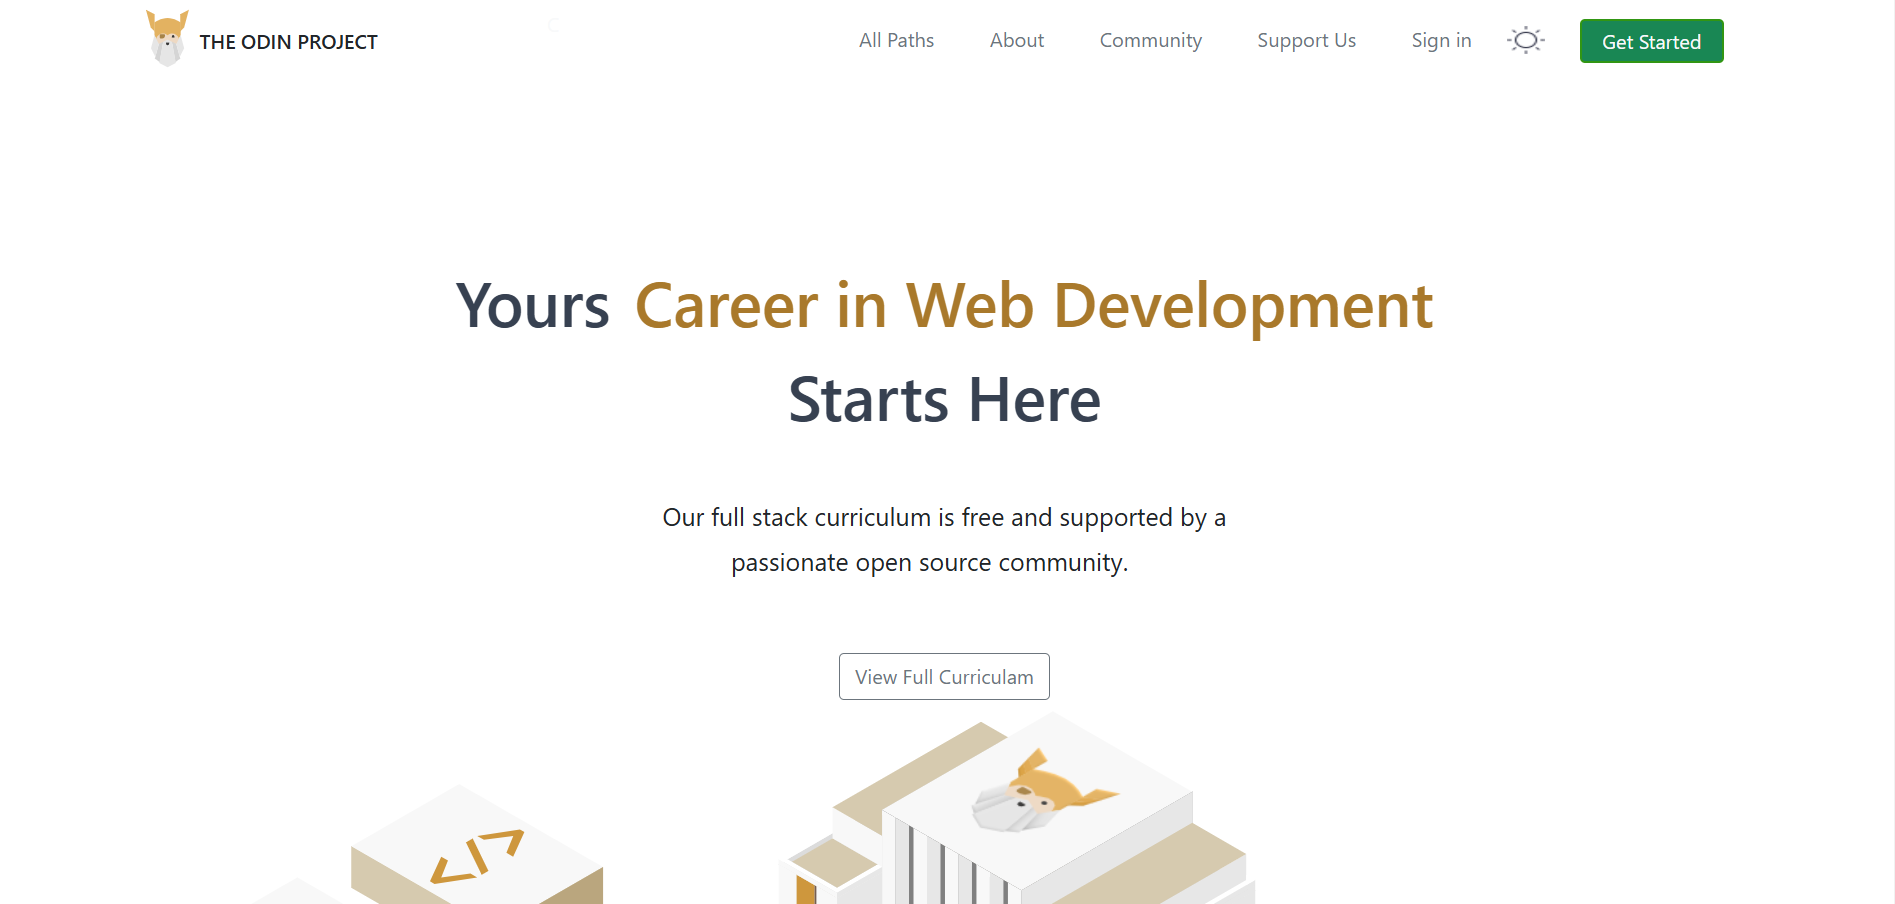 THE ODIN PROJECT
All Paths
About
Community
Support Us
Sign in
Get Started
Yours Career in Web Development
Starts Here
Our full stack curriculum is free and supported by a
passionate open source community.
View Full Curriculam
</>